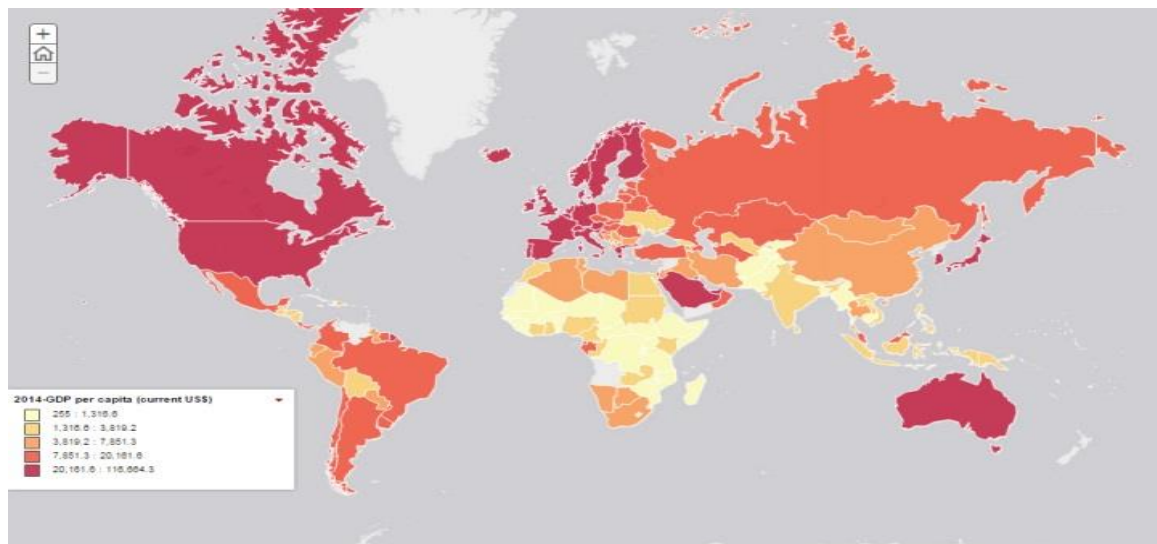 +
−
2014-GDP per capita (current US$)
255 : 1,316.6
1,316.6 : 3,819.2
3,819.2 : 7,851.3
7,851.3 : 20,161.6
20,161.6 : 116,664.3